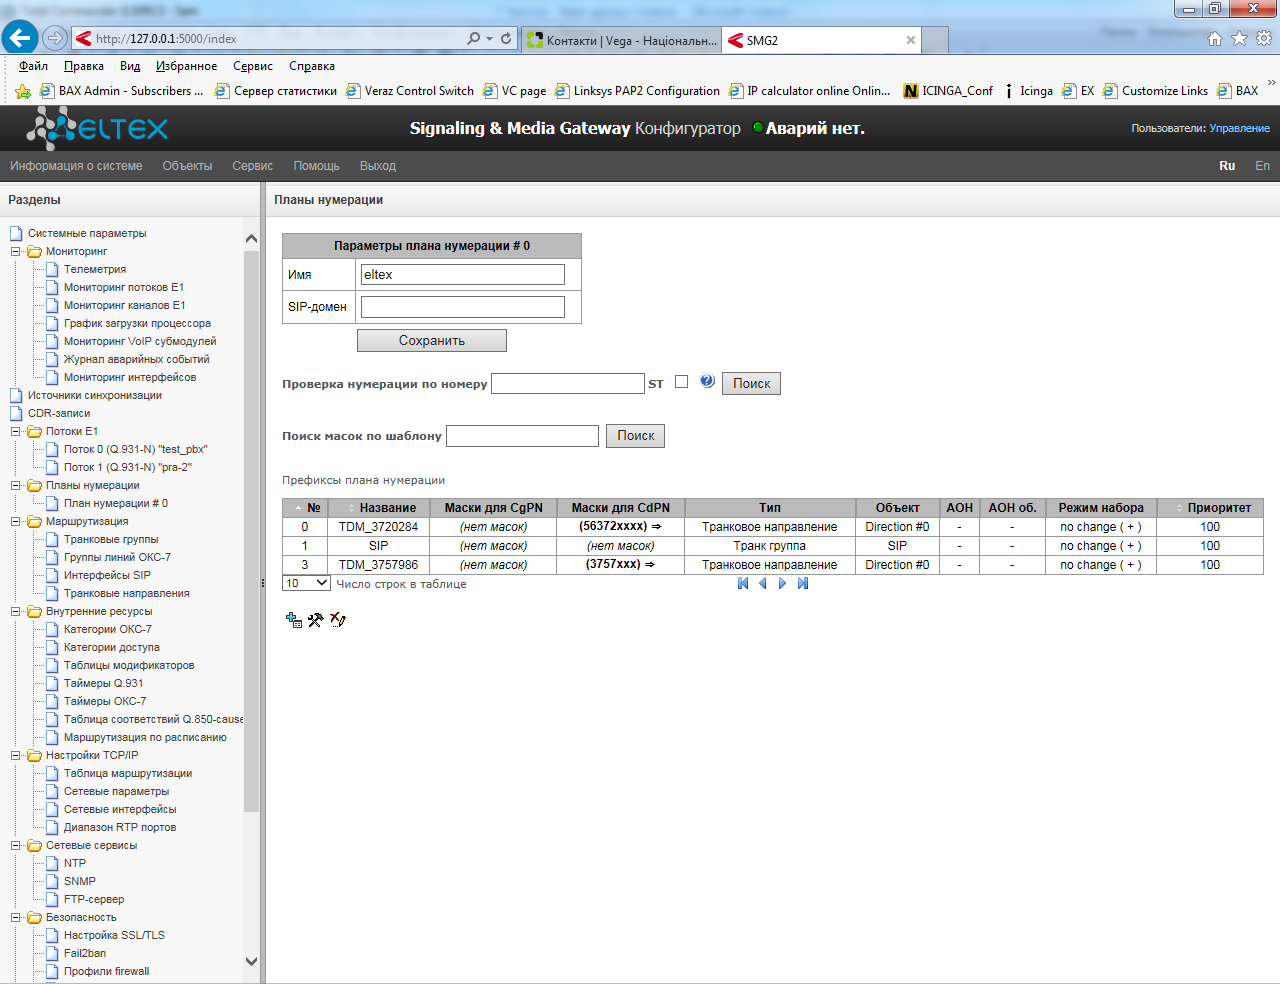 http://127.0.0.1:5000/index
Контакти | Vega - Національн...
SMG2
Файл Правка Вид Избранное Сервис Справка
BAX Admin - Subscribers ... Сервер статистики Veraz Control Switch VC page Linksys PAP2 Configuration IP calculator online Onlin... ICINGA_Conf Icinga EX Customize Links BAX »
ELTEX
Signaling & Media Gateway Конфигуратор Аварий нет.
Пользователи: Управление
Информация о системе Объекты Сервис Помощь Выход
Ru En
Разделы
Системные параметры
Мониторинг
Телеметрия
Мониторинг потоков E1
Мониторинг каналов E1
График загрузки процессора
Мониторинг VoIP субмодулей
Журнал аварийных событий
Мониторинг интерфейсов
Источники синхронизации
CDR-записи
Потоки E1
Поток 0 (Q.931-N) "test_pbx"
Поток 1 (Q.931-N) "pra-2"
Планы нумерации
План нумерации # 0
Маршрутизация
Транковые группы
Группы линий ОКС-7
Интерфейсы SIP
Транковые направления
Внутренние ресурсы
Категории ОКС-7
Категории доступа
Таблицы модификаторов
Таймеры Q.931
Таймеры ОКС-7
Таблица соответствий Q.850-cause
Маршрутизация по расписанию
Настройки TCP/IP
Таблица маршрутизации
Сетевые параметры
Сетевые интерфейсы
Диапазон RTP портов
Сетевые сервисы
NTP
SNMP
FTP-сервер
Безопасность
Настройка SSL/TLS
Fail2ban
Профили firewall
Планы нумерации
Параметры плана нумерации # 0
Имя eltex
SIP-домен
Сохранить
Проверка нумерации по номеру ST Поиск
Поиск масок по шаблону Поиск
Префиксы плана нумерации
№ Название Маски для CgPN Маски для CdPN Тип Объект АОН АОН об. Режим набора Приоритет
0 TDM_3720284 (нет масок) (56372xxxx) ⇒ Транковое направление Direction #0 - - no change ( + ) 100
1 SIP (нет масок) (нет масок) Транк группа SIP - - no change ( + ) 100
3 TDM_3757986 (нет масок) (3757xxx) ⇒ Транковое направление Direction #0 - - no change ( + ) 100
10 Число строк в таблице